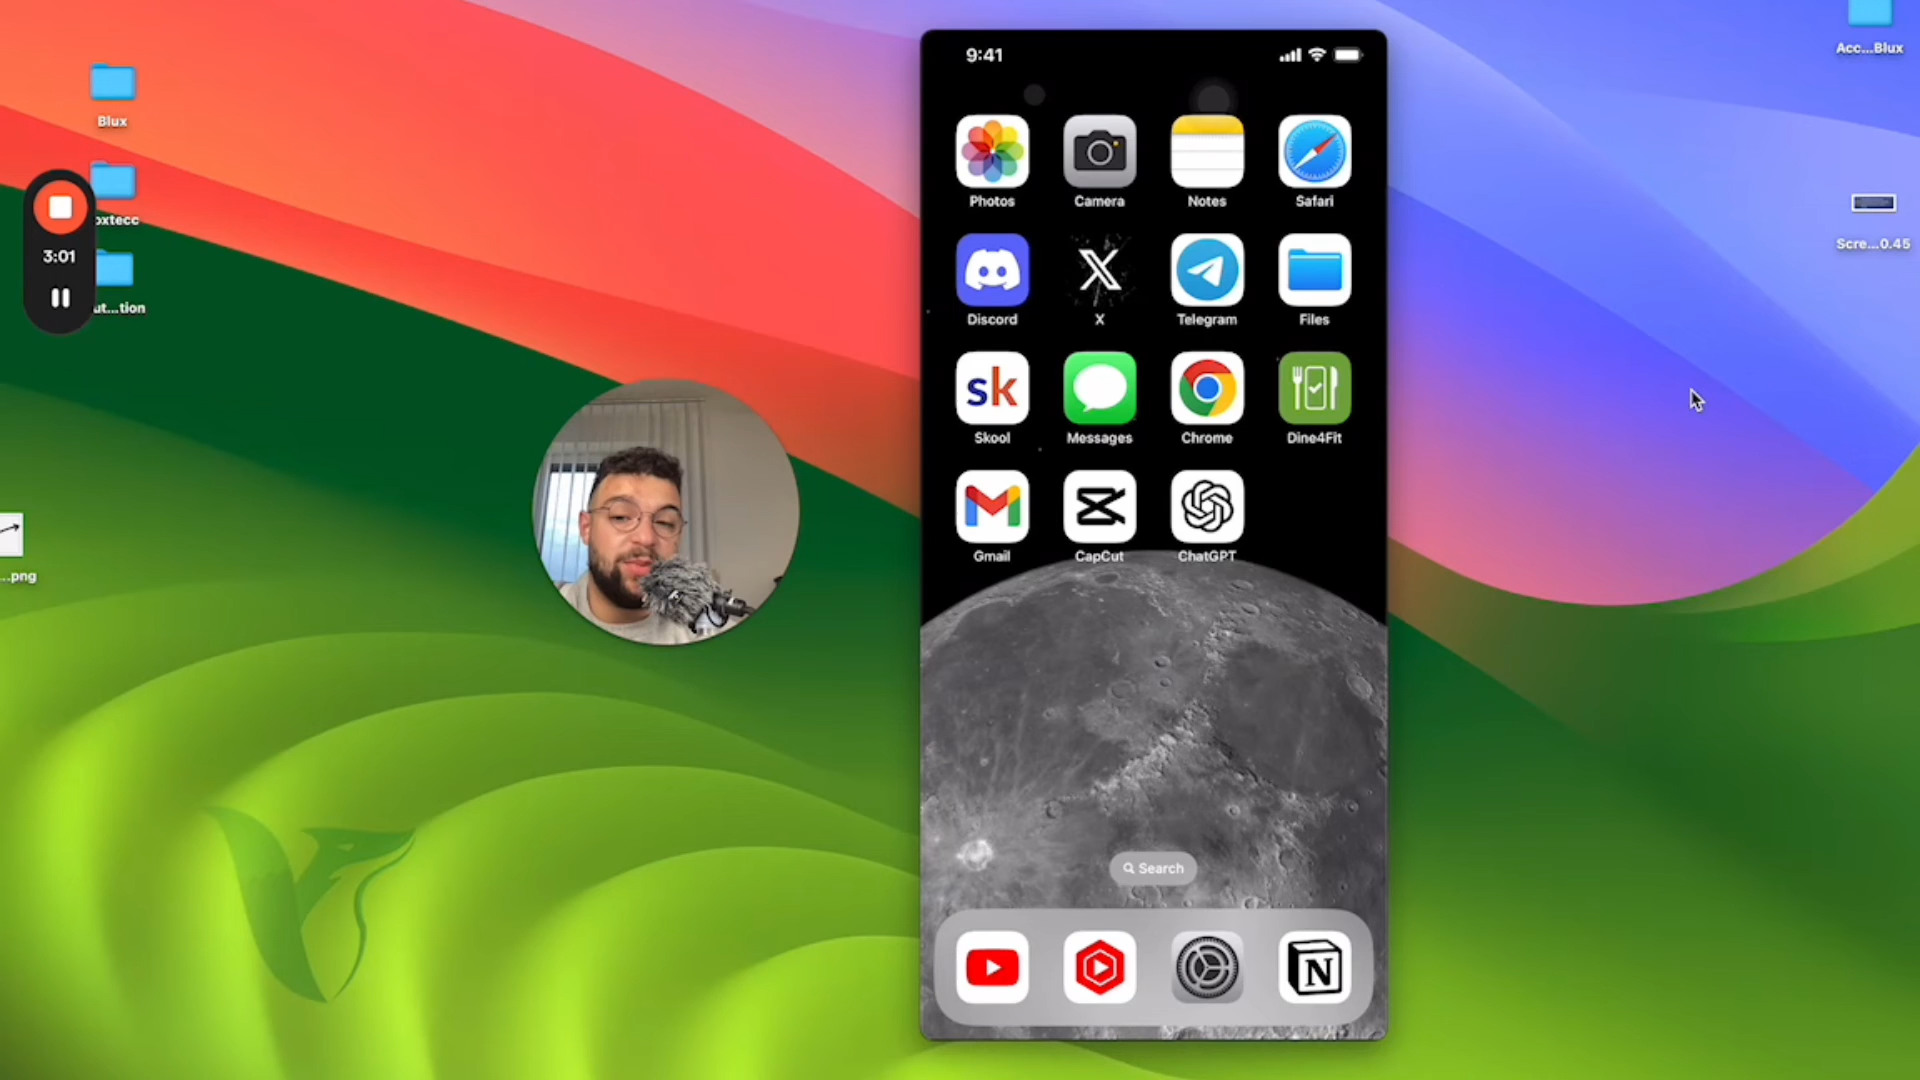 9:41
Acc...Blux
Blux
Photos
Camera
Notes
Safari
oxtecc
Scre...0.45
3:01
ut...tion
Discord
X
Telegram
Files
sk
Skool
Messages
Chrome
Dine4Fit
Gmail
CapCut
ChatGPT
...png
Search
N